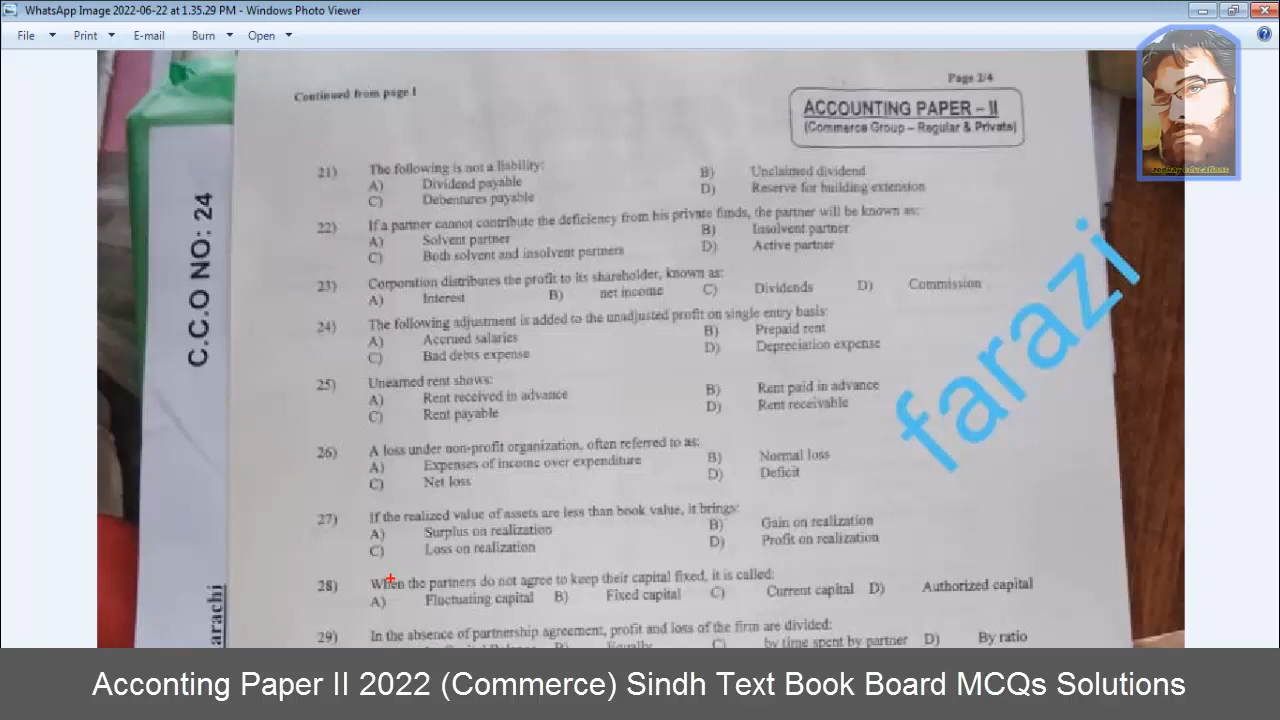 WhatsApp Image 2022-06-22 at 1.35.29 PM - Windows Photo Viewer
File Print E-mail Burn Open
Continued from page 1
Page 2/4
ACCOUNTING PAPER – II
(Commerce Group – Regular & Private)
C.C.O NO: 24
arachi
21) The following is not a liability:
A) Dividend payable B) Unclaimed dividend
C) Debentures payable D) Reserve for building extension
22) If a partner cannot contribute the deficiency from his private finds, the partner will be known as:
A) Solvent partner B) Insolvent partner
C) Both solvent and insolvent partners D) Active partner
23) Corporation distributes the profit to its shareholder, known as:
A) Interest B) net income C) Dividends D) Commission
24) The following adjustment is added to the unadjusted profit on single entry basis:
A) Accrued salaries B) Prepaid rent
C) Bad debts expense D) Depreciation expense
25) Unearned rent shows:
A) Rent received in advance B) Rent paid in advance
C) Rent payable D) Rent receivable
26) A loss under non-profit organization, often referred to as:
A) Expenses of income over expenditure B) Normal loss
C) Net loss D) Deficit
27) If the realized value of assets are less than book value, it brings:
A) Surplus on realization B) Gain on realization
C) Loss on realization D) Profit on realization
28) When the partners do not agree to keep their capital fixed, it is called:
A) Fluctuating capital B) Fixed capital C) Current capital D) Authorized capital
29) In the absence of partnership agreement, profit and loss of the firm are divided:
Equally C) by time spent by partner D) By ratio
farazi
Acconting Paper II 2022 (Commerce) Sindh Text Book Board MCQs Solutions